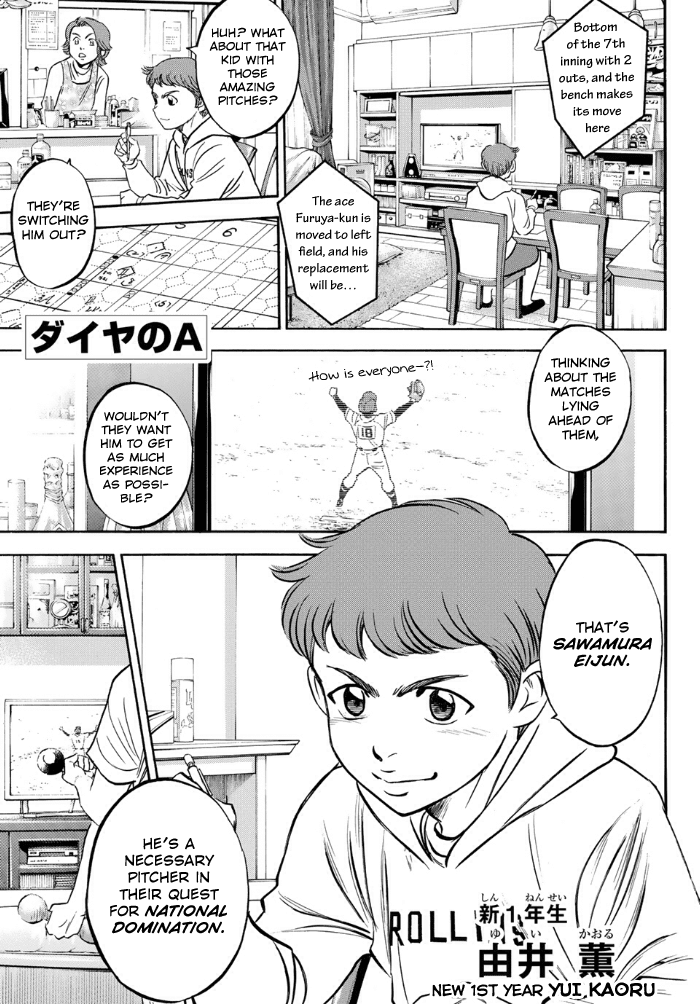 Bottom
of the 7th
inning with 2
outs, and the
bench makes
its move
here
The ace
Furuya-kun is
moved to left
field, and his
replacement
will be...
HUH? WHAT
ABOUT THAT
KID WITH
THOSE
AMAZING
PITCHES?
THEY'RE
SWITCHING
HIM OUT?
5
6
ダイヤのA
THINKING
ABOUT THE
MATCHES
LYING
AHEAD OF
THEM,
How is everyone—?!
18
WOULDN'T
THEY WANT
HIM TO GET
AS MUCH
EXPERIENCE
AS POSSI-
BLE?
THAT'S
SAWAMURA
EIJUN.
HE'S A
NECESSARY
PITCHER IN
THEIR QUEST
FOR NATIONAL
DOMINATION.
しん ねん せい
新1年生
ゆ い かおる
由井 薫
NEW 1ST YEAR YUI KAORU